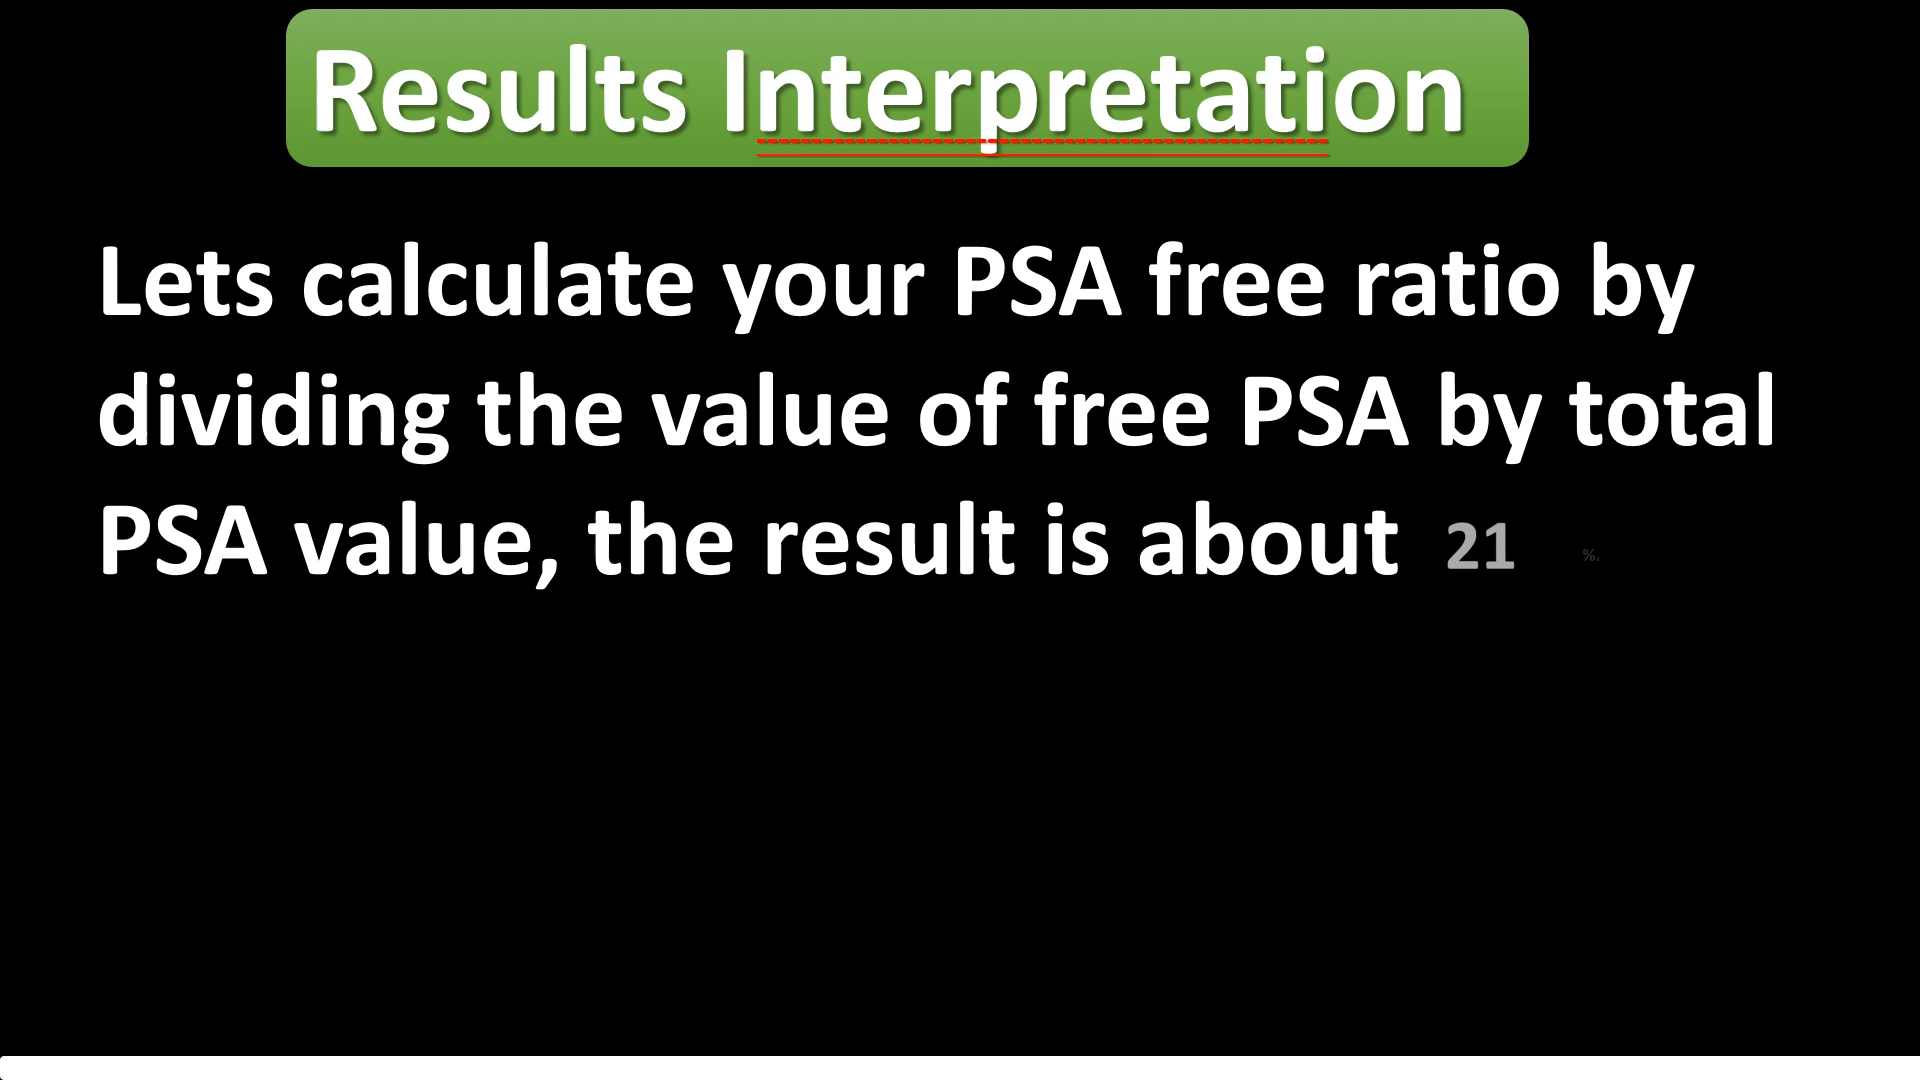 Results Interpretation
Lets calculate your PSA free ratio by
dividing the value of free PSA by total
PSA value, the result is about 21 %.